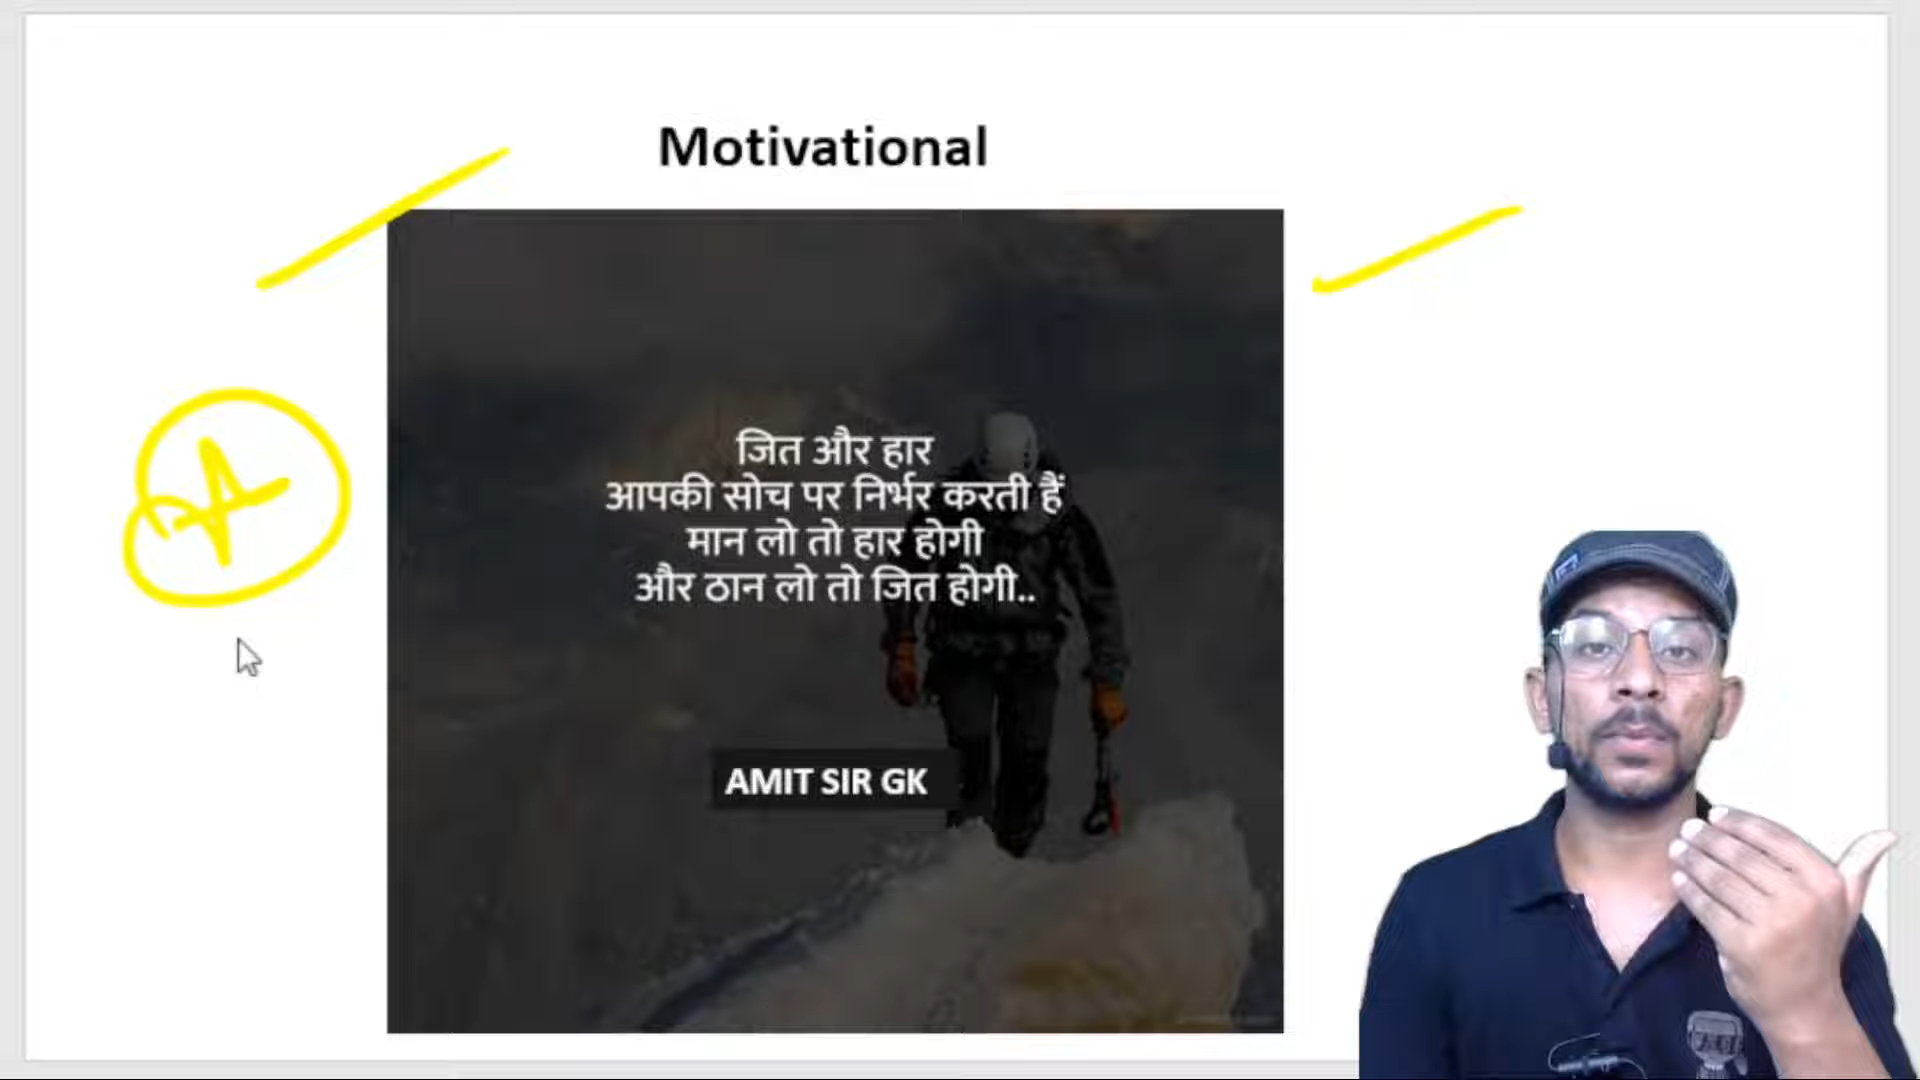 Motivational
जित और हार
आपकी सोच पर निर्भर करती हैं
मान लो तो हार होगी
और ठान लो तो जित होगी..
AMIT SIR GK